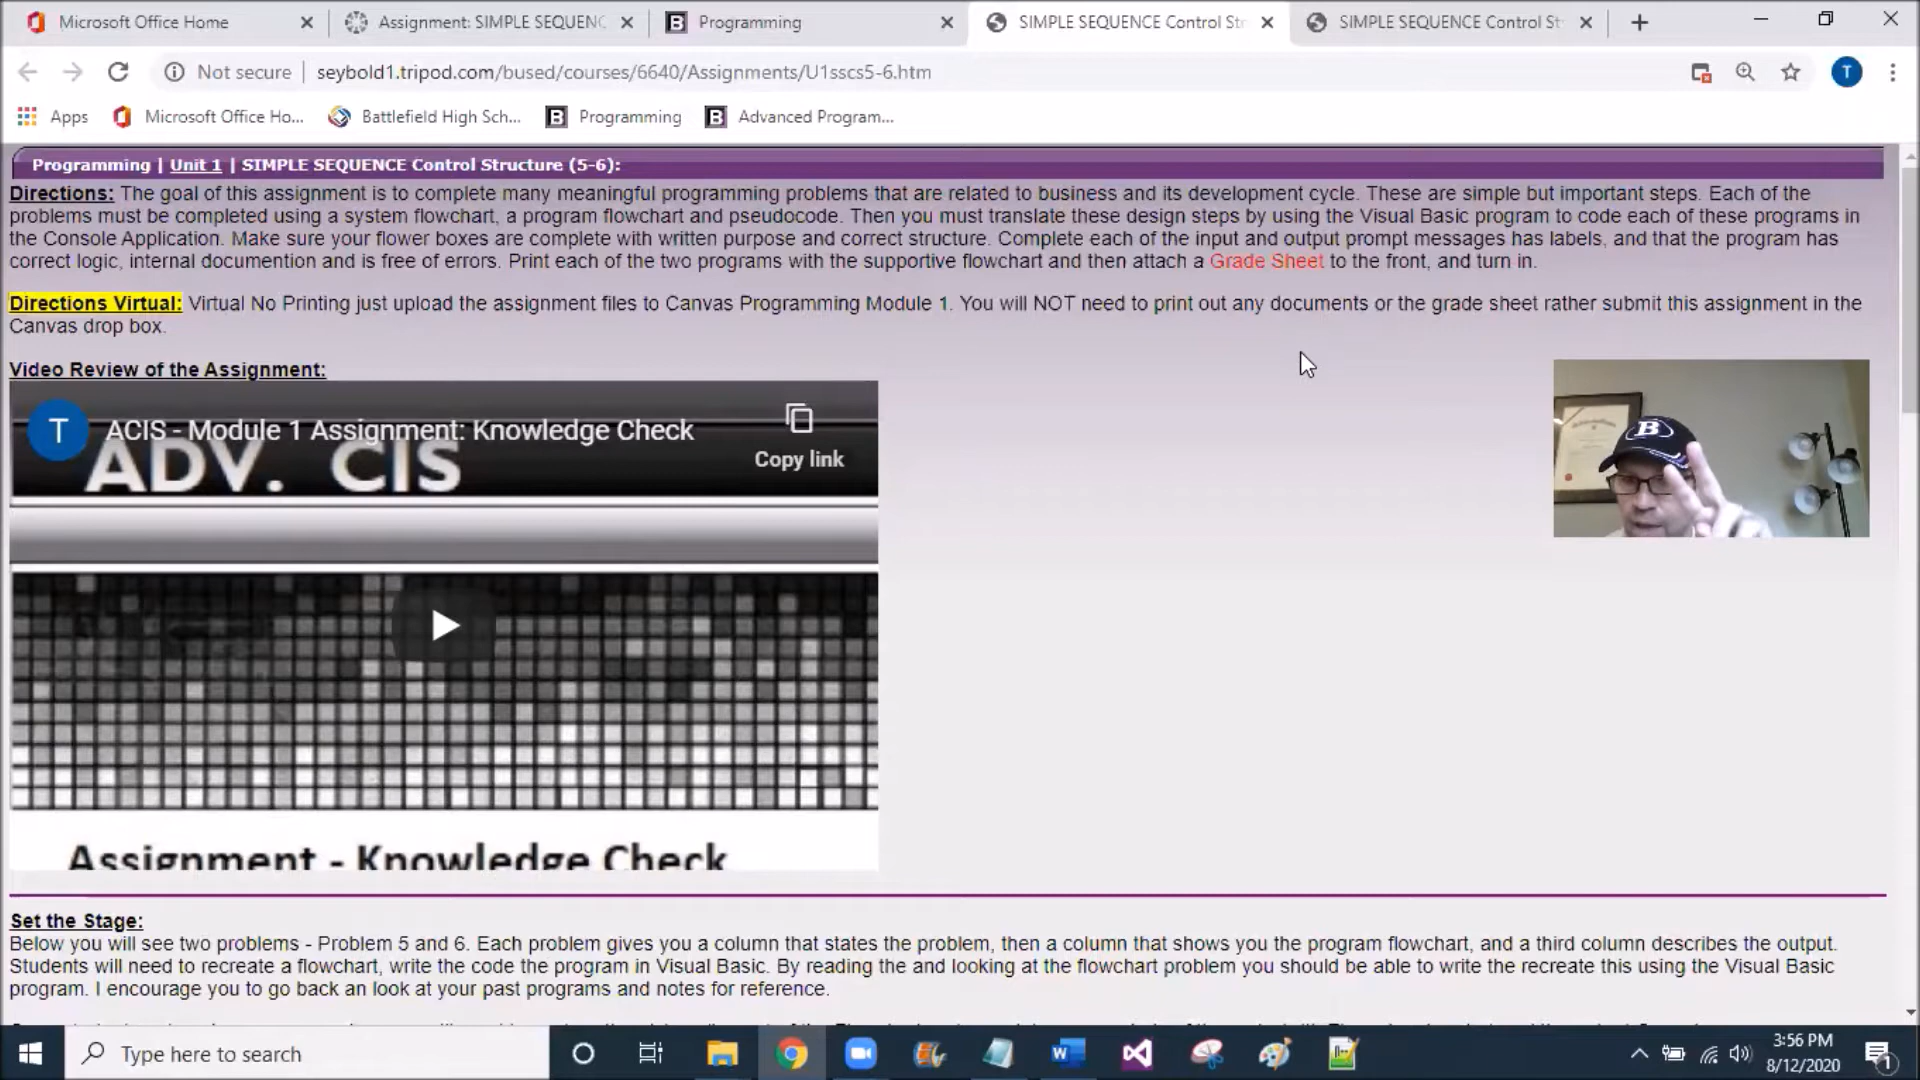 Microsoft Office Home
Assignment: SIMPLE SEQUENC
Programming
SIMPLE SEQUENCE Control Str
SIMPLE SEQUENCE Control St
Not secure
seybold1.tripod.com/bused/courses/6640/Assignments/U1sscs5-6.htm
T
Apps
Microsoft Office Ho...
Battlefield High Sch...
B
Programming
B
Advanced Program...
Programming | Unit 1 | SIMPLE SEQUENCE Control Structure (5-6):
Directions: The goal of this assignment is to complete many meaningful programming problems that are related to business and its development cycle. These are simple but important steps. Each of the
problems must be completed using a system flowchart, a program flowchart and pseudocode. Then you must translate these design steps by using the Visual Basic program to code each of these programs in
the Console Application. Make sure your flower boxes are complete with written purpose and correct structure. Complete each of the input and output prompt messages has labels, and that the program has
correct logic, internal documention and is free of errors. Print each of the two programs with the supportive flowchart and then attach a Grade Sheet to the front, and turn in.
Directions Virtual: Virtual No Printing just upload the assignment files to Canvas Programming Module 1. You will NOT need to print out any documents or the grade sheet rather submit this assignment in the
Canvas drop box.
Video Review of the Assignment:
T
ACIS - Module 1 Assignment: Knowledge Check
Copy link
ADV. CIS
B
Assignment - Knowledge Check
Set the Stage:
Below you will see two problems - Problem 5 and 6. Each problem gives you a column that states the problem, then a column that shows you the program flowchart, and a third column describes the output.
Students will need to recreate a flowchart, write the code the program in Visual Basic. By reading the and looking at the flowchart problem you should be able to write the recreate this using the Visual Basic
program. I encourage you to go back an look at your past programs and notes for reference.
Type here to search
3:56 PM
8/12/2020
1